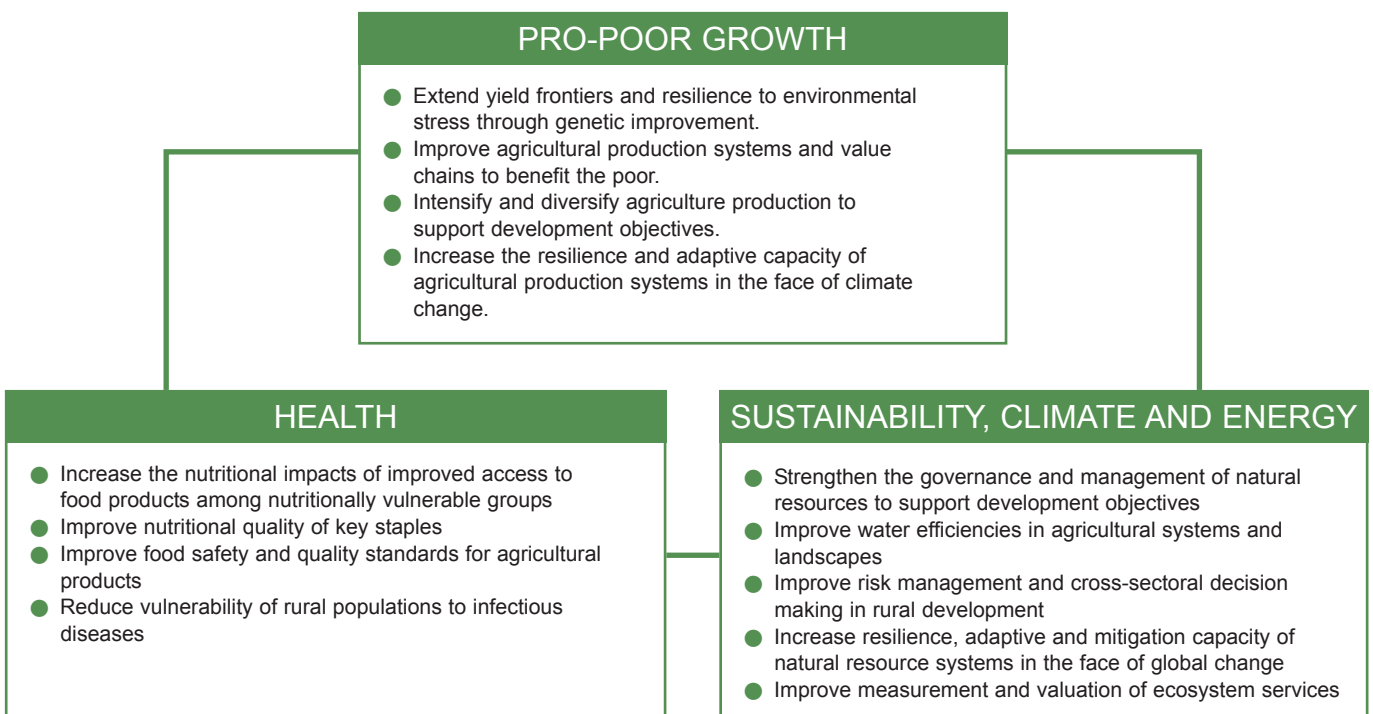 PRO-POOR GROWTH
● Extend yield frontiers and resilience to environmental
stress through genetic improvement.
● Improve agricultural production systems and value
chains to benefit the poor.
● Intensify and diversify agriculture production to
support development objectives.
● Increase the resilience and adaptive capacity of
agricultural production systems in the face of climate
change.
HEALTH
● Increase the nutritional impacts of improved access to
food products among nutritionally vulnerable groups
● Improve nutritional quality of key staples
● Improve food safety and quality standards for agricultural
products
● Reduce vulnerability of rural populations to infectious
diseases
SUSTAINABILITY, CLIMATE AND ENERGY
● Strengthen the governance and management of natural
resources to support development objectives
● Improve water efficiencies in agricultural systems and
landscapes
● Improve risk management and cross-sectoral decision
making in rural development
● Increase resilience, adaptive and mitigation capacity of
natural resource systems in the face of global change
● Improve measurement and valuation of ecosystem services